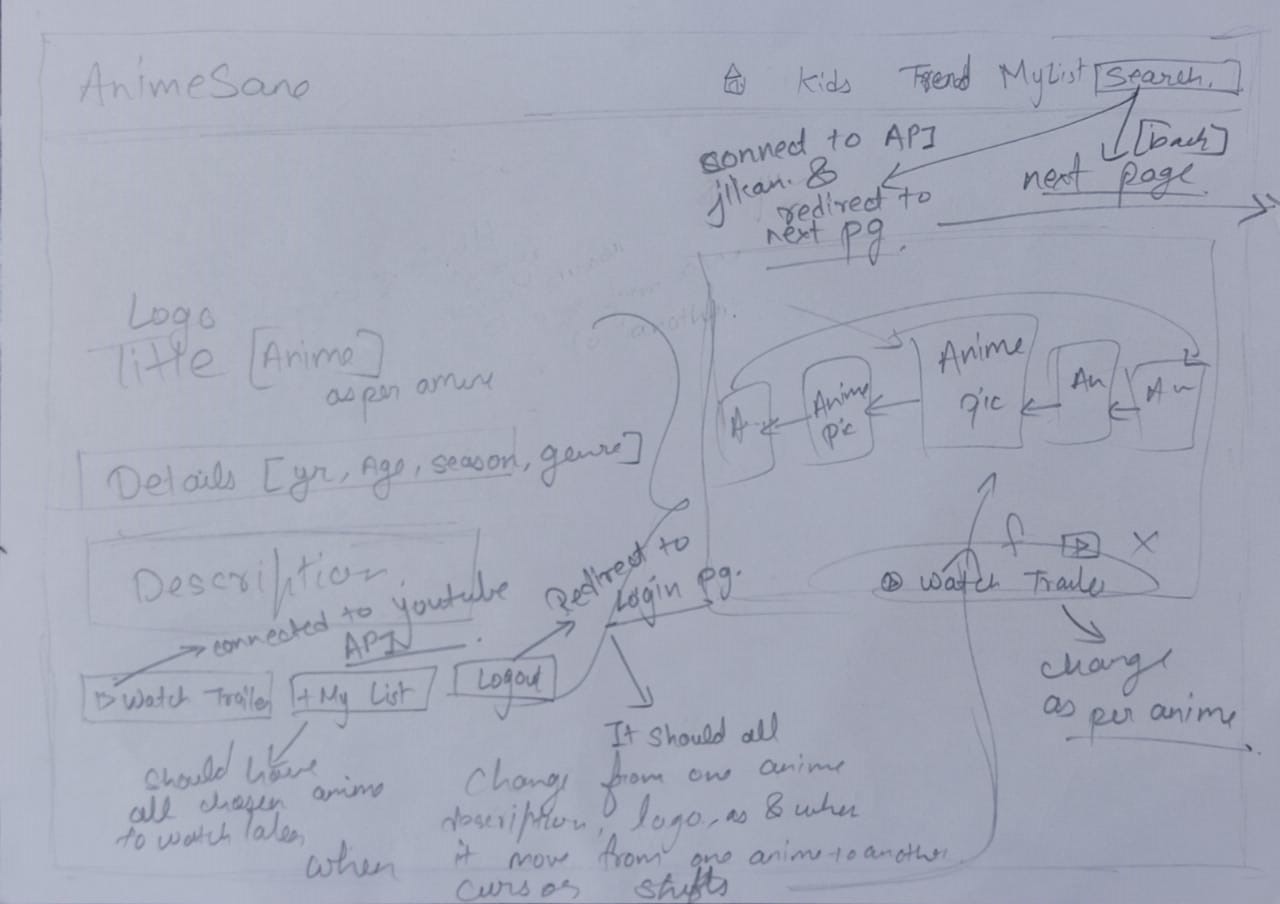 AnimeSano
Kids Trend MyList Search.
connect to API
jikan. &
redirect to
next pg.
[back]
next page
Logo
Title [Anime]
as per anime
another.
Details [yr, Age, season, genre]
Description
connected to youtube
API
Redirect to
Login pg.
Watch Trailer
+ My List
Logout
A
Anime
pic
Anime
pic
An
An
f X
Watch Trailer
change
as per anime.
should have
all chosen anime
to watch later
It should all
change from one anime
description, logo, as & when
it move from one anime to another
when cursor shifts